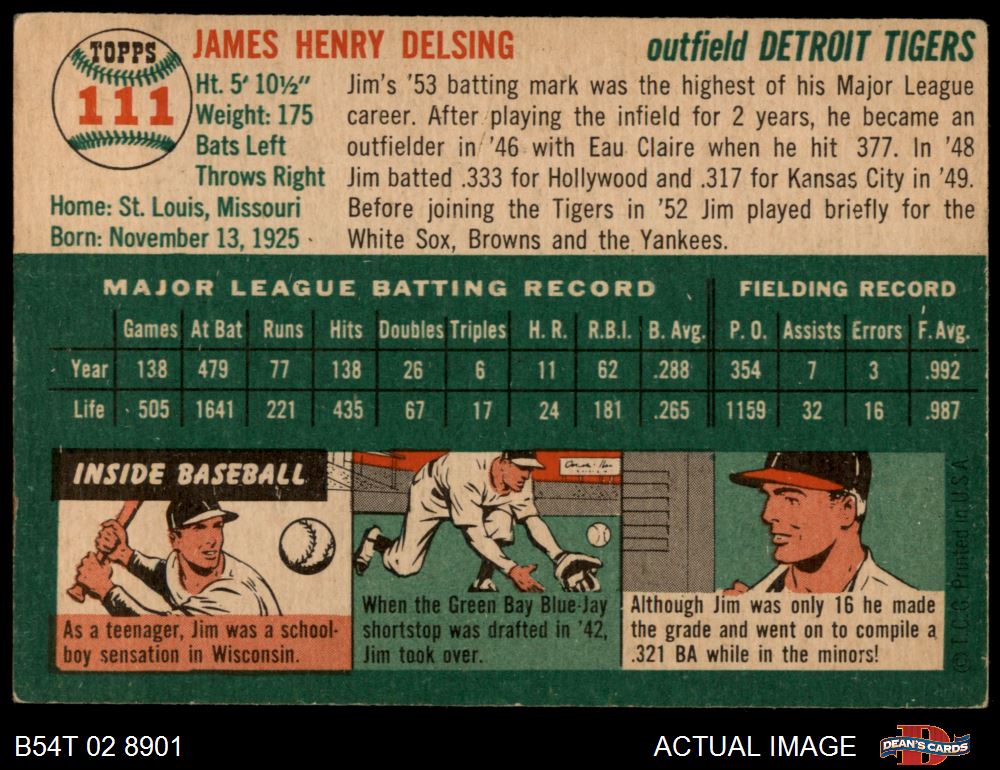 TOPPS
111
JAMES HENRY DELSING
outfield DETROIT TIGERS
Ht. 5' 10½"
Weight: 175
Bats Left
Throws Right
Home: St. Louis, Missouri
Born: November 13, 1925
Jim's '53 batting mark was the highest of his Major League
career. After playing the infield for 2 years, he became an
outfielder in '46 with Eau Claire when he hit 377. In '48
Jim batted .333 for Hollywood and .317 for Kansas City in '49.
Before joining the Tigers in '52 Jim played briefly for the
White Sox, Browns and the Yankees.
MAJOR LEAGUE BATTING RECORD FIELDING RECORD
Games At Bat Runs Hits Doubles Triples H. R. R.B.I. B. Avg. P. O. Assists Errors F. Avg.
Year 138 479 77 138 26 6 11 62 .288 354 7 3 .992
Life 505 1641 221 435 67 17 24 181 .265 1159 32 16 .987
INSIDE BASEBALL
As a teenager, Jim was a school-
boy sensation in Wisconsin.
When the Green Bay Blue-Jay
shortstop was drafted in '42,
Jim took over.
Although Jim was only 16 he made
the grade and went on to compile a
.321 BA while in the minors!
© T.C.G. Printed in U.S.A
B54T 02 8901
ACTUAL IMAGE
DEAN'S CARDS